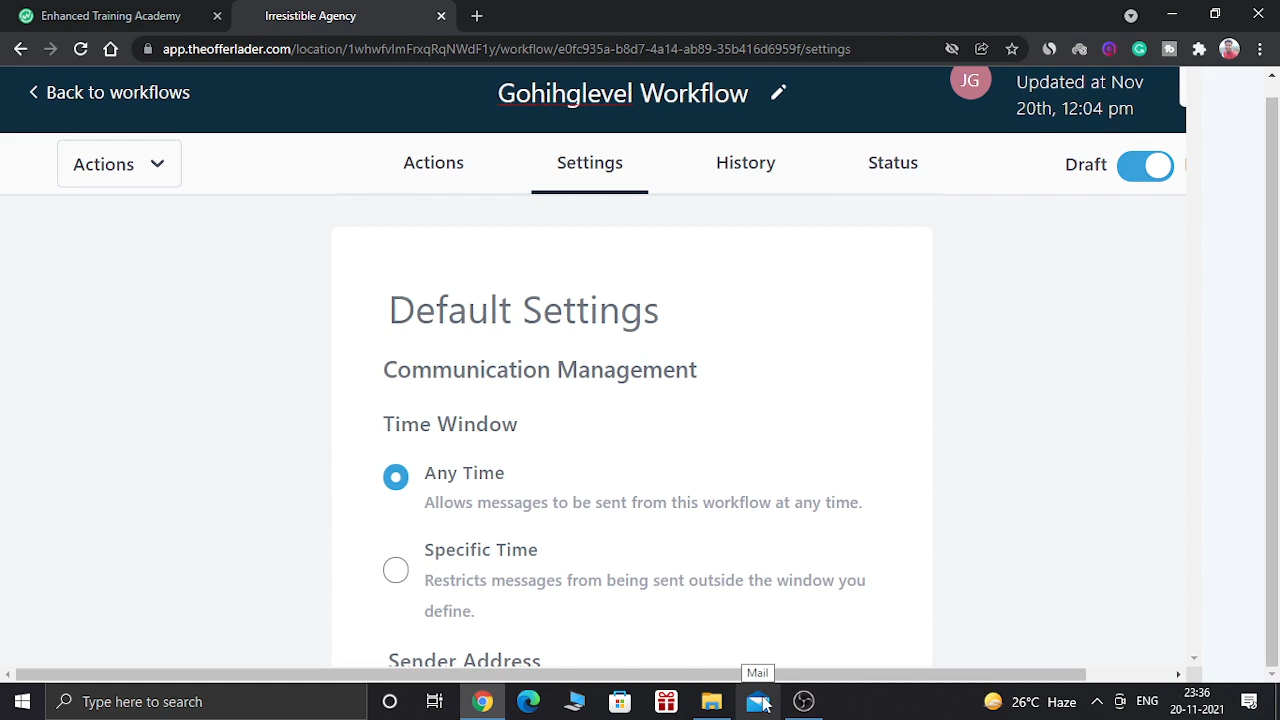 Enhanced Training Academy
Irresistible Agency
app.theofferlader.com/location/1whwfvlmFrxqRqNWdF1y/workflow/e0fc935a-b8d7-4a14-ab89-35b416d6959f/settings
Back to workflows
Gohihglevel Workflow
JG
Updated at Nov
20th, 12:04 pm
Actions
Actions
Settings
History
Status
Draft
Default Settings
Communication Management
Time Window
Any Time
Allows messages to be sent from this workflow at any time.
Specific Time
Restricts messages from being sent outside the window you
define.
Sender Address
Mail
Type here to search
26°C Haze
ENG
23:36
20-11-2021